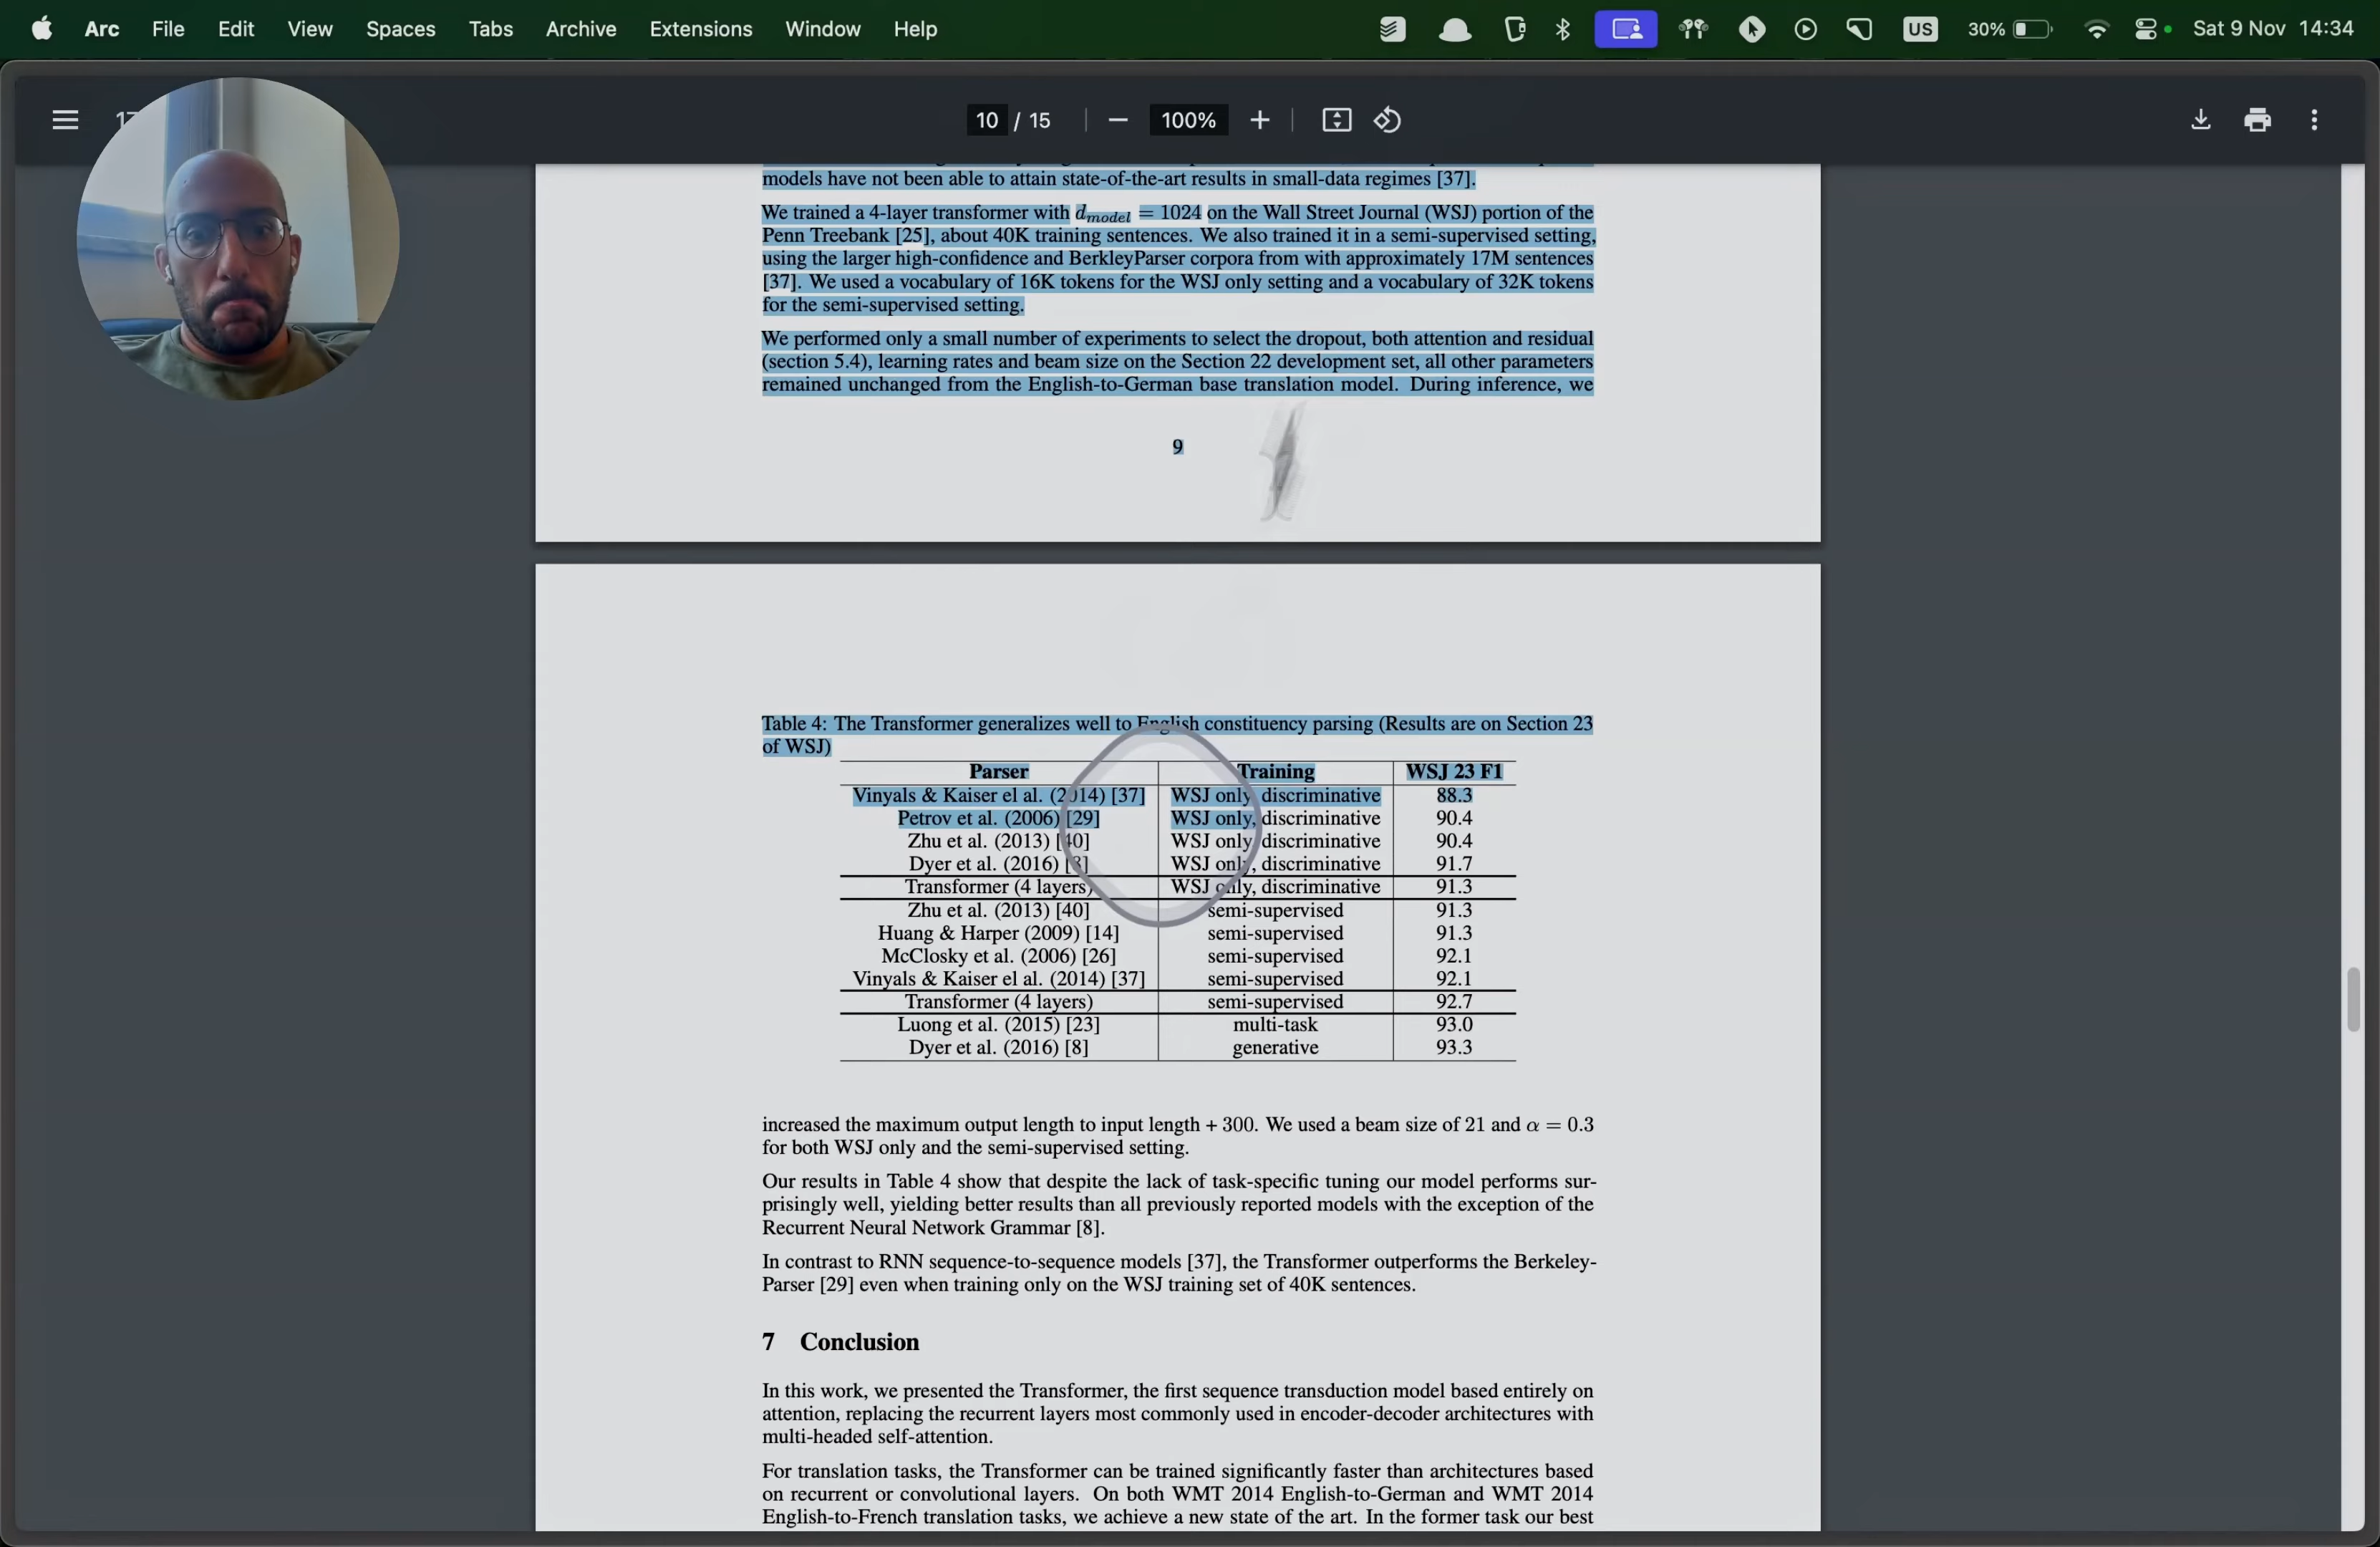 Arc File Edit View Spaces Tabs Archive Extensions Window Help US 30% Sat 9 Nov 14:34
10 / 15 100%
models have not been able to attain state-of-the-art results in small-data regimes [37].
We trained a 4-layer transformer with d_model = 1024 on the Wall Street Journal (WSJ) portion of the
Penn Treebank [25], about 40K training sentences. We also trained it in a semi-supervised setting,
using the larger high-confidence and BerkleyParser corpora from with approximately 17M sentences
[37]. We used a vocabulary of 16K tokens for the WSJ only setting and a vocabulary of 32K tokens
for the semi-supervised setting.
We performed only a small number of experiments to select the dropout, both attention and residual
(section 5.4), learning rates and beam size on the Section 22 development set, all other parameters
remained unchanged from the English-to-German base translation model. During inference, we
9
Table 4: The Transformer generalizes well to English constituency parsing (Results are on Section 23
of WSJ)
Parser Training WSJ 23 F1
Vinyals & Kaiser el al. (2014) [37] WSJ only, discriminative 88.3
Petrov et al. (2006) [29] WSJ only, discriminative 90.4
Zhu et al. (2013) [40] WSJ only, discriminative 90.4
Dyer et al. (2016) [8] WSJ only, discriminative 91.7
Transformer (4 layers) WSJ only, discriminative 91.3
Zhu et al. (2013) [40] semi-supervised 91.3
Huang & Harper (2009) [14] semi-supervised 91.3
McClosky et al. (2006) [26] semi-supervised 92.1
Vinyals & Kaiser el al. (2014) [37] semi-supervised 92.1
Transformer (4 layers) semi-supervised 92.7
Luong et al. (2015) [23] multi-task 93.0
Dyer et al. (2016) [8] generative 93.3
increased the maximum output length to input length + 300. We used a beam size of 21 and α = 0.3
for both WSJ only and the semi-supervised setting.
Our results in Table 4 show that despite the lack of task-specific tuning our model performs sur-
prisingly well, yielding better results than all previously reported models with the exception of the
Recurrent Neural Network Grammar [8].
In contrast to RNN sequence-to-sequence models [37], the Transformer outperforms the Berkeley-
Parser [29] even when training only on the WSJ training set of 40K sentences.
7 Conclusion
In this work, we presented the Transformer, the first sequence transduction model based entirely on
attention, replacing the recurrent layers most commonly used in encoder-decoder architectures with
multi-headed self-attention.
For translation tasks, the Transformer can be trained significantly faster than architectures based
on recurrent or convolutional layers. On both WMT 2014 English-to-German and WMT 2014
English-to-French translation tasks, we achieve a new state of the art. In the former task our best